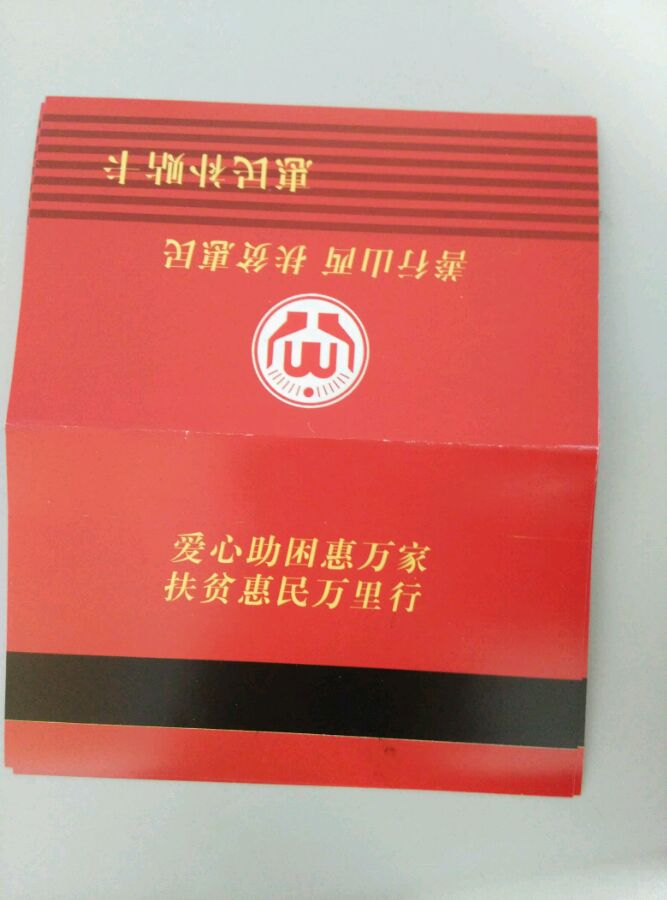 惠民补贴卡
善行山西 扶贫惠民
爱心助困惠万家
扶贫惠民万里行